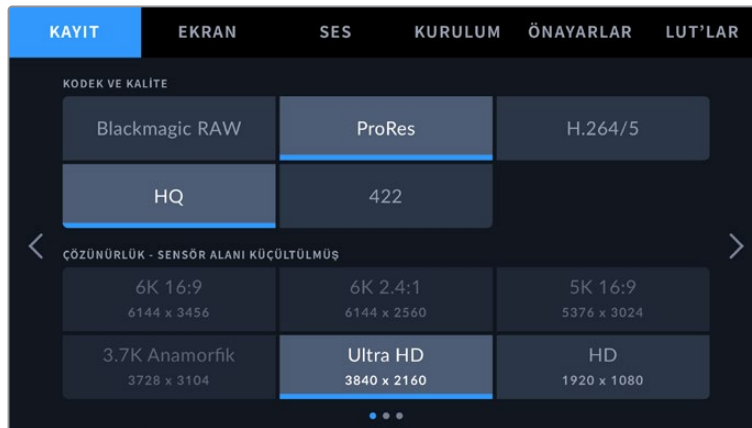 KAYIT EKRAN SES KURULUM ÖNAYARLAR LUT’LAR
KODEK VE KALİTE
Blackmagic RAW ProRes H.264/5
HQ 422
ÇÖZÜNÜRLÜK - SENSÖR ALANI KÜÇÜLTÜLMÜŞ
6K 16:9 6K 2.4:1 5K 16:9
6144 x 3456 6144 x 2560 5376 x 3024
3.7K Anamorfik Ultra HD HD
3728 x 3104 3840 x 2160 1920 x 1080